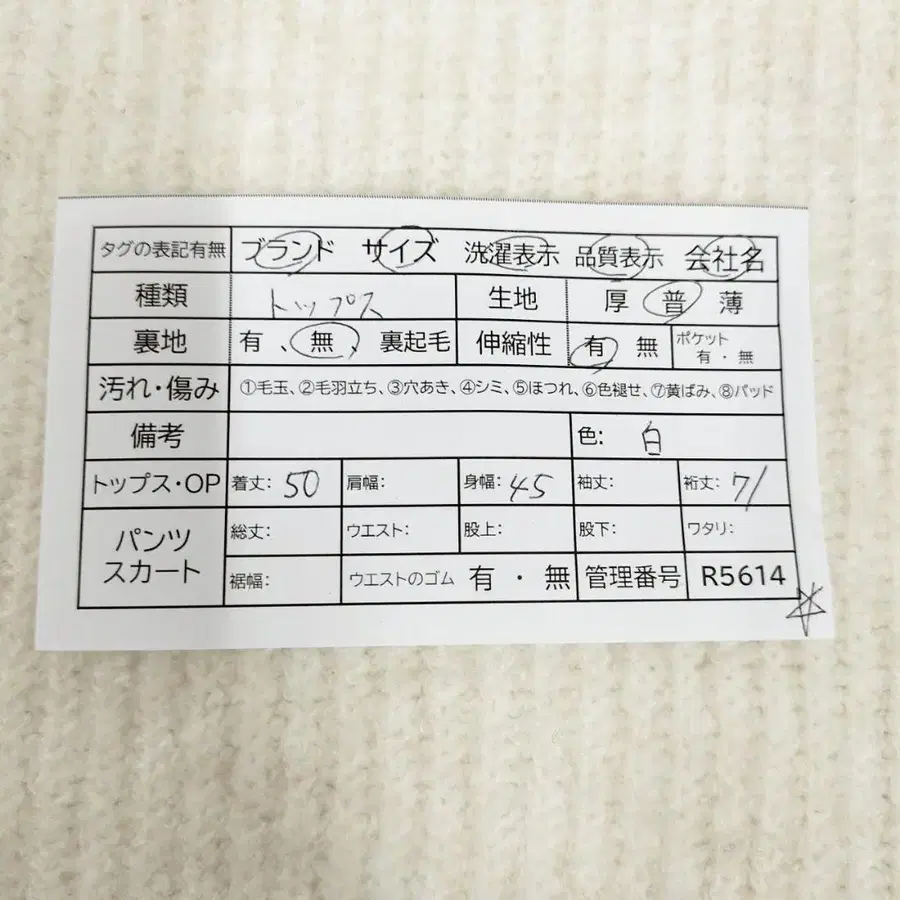 タグの表記有無 ブランド サイズ 洗濯表示 品質表示 会社名
種類 トップス 生地 厚 普 薄
裏地 有、無、裏起毛 伸縮性 有 無 ポケット 有・無
汚れ・傷み ①毛玉、②毛羽立ち、③穴あき、④シミ、⑤ほつれ、⑥色褪せ、⑦黄ばみ、⑧パッド
備考 色: 白
トップス・OP 着丈: 50 肩幅: 身幅: 45 袖丈: 裄丈: 71
パンツ スカート 総丈: ウエスト: 股上: 股下: ワタリ:
裾幅: ウエストのゴム 有・無 管理番号 R5614